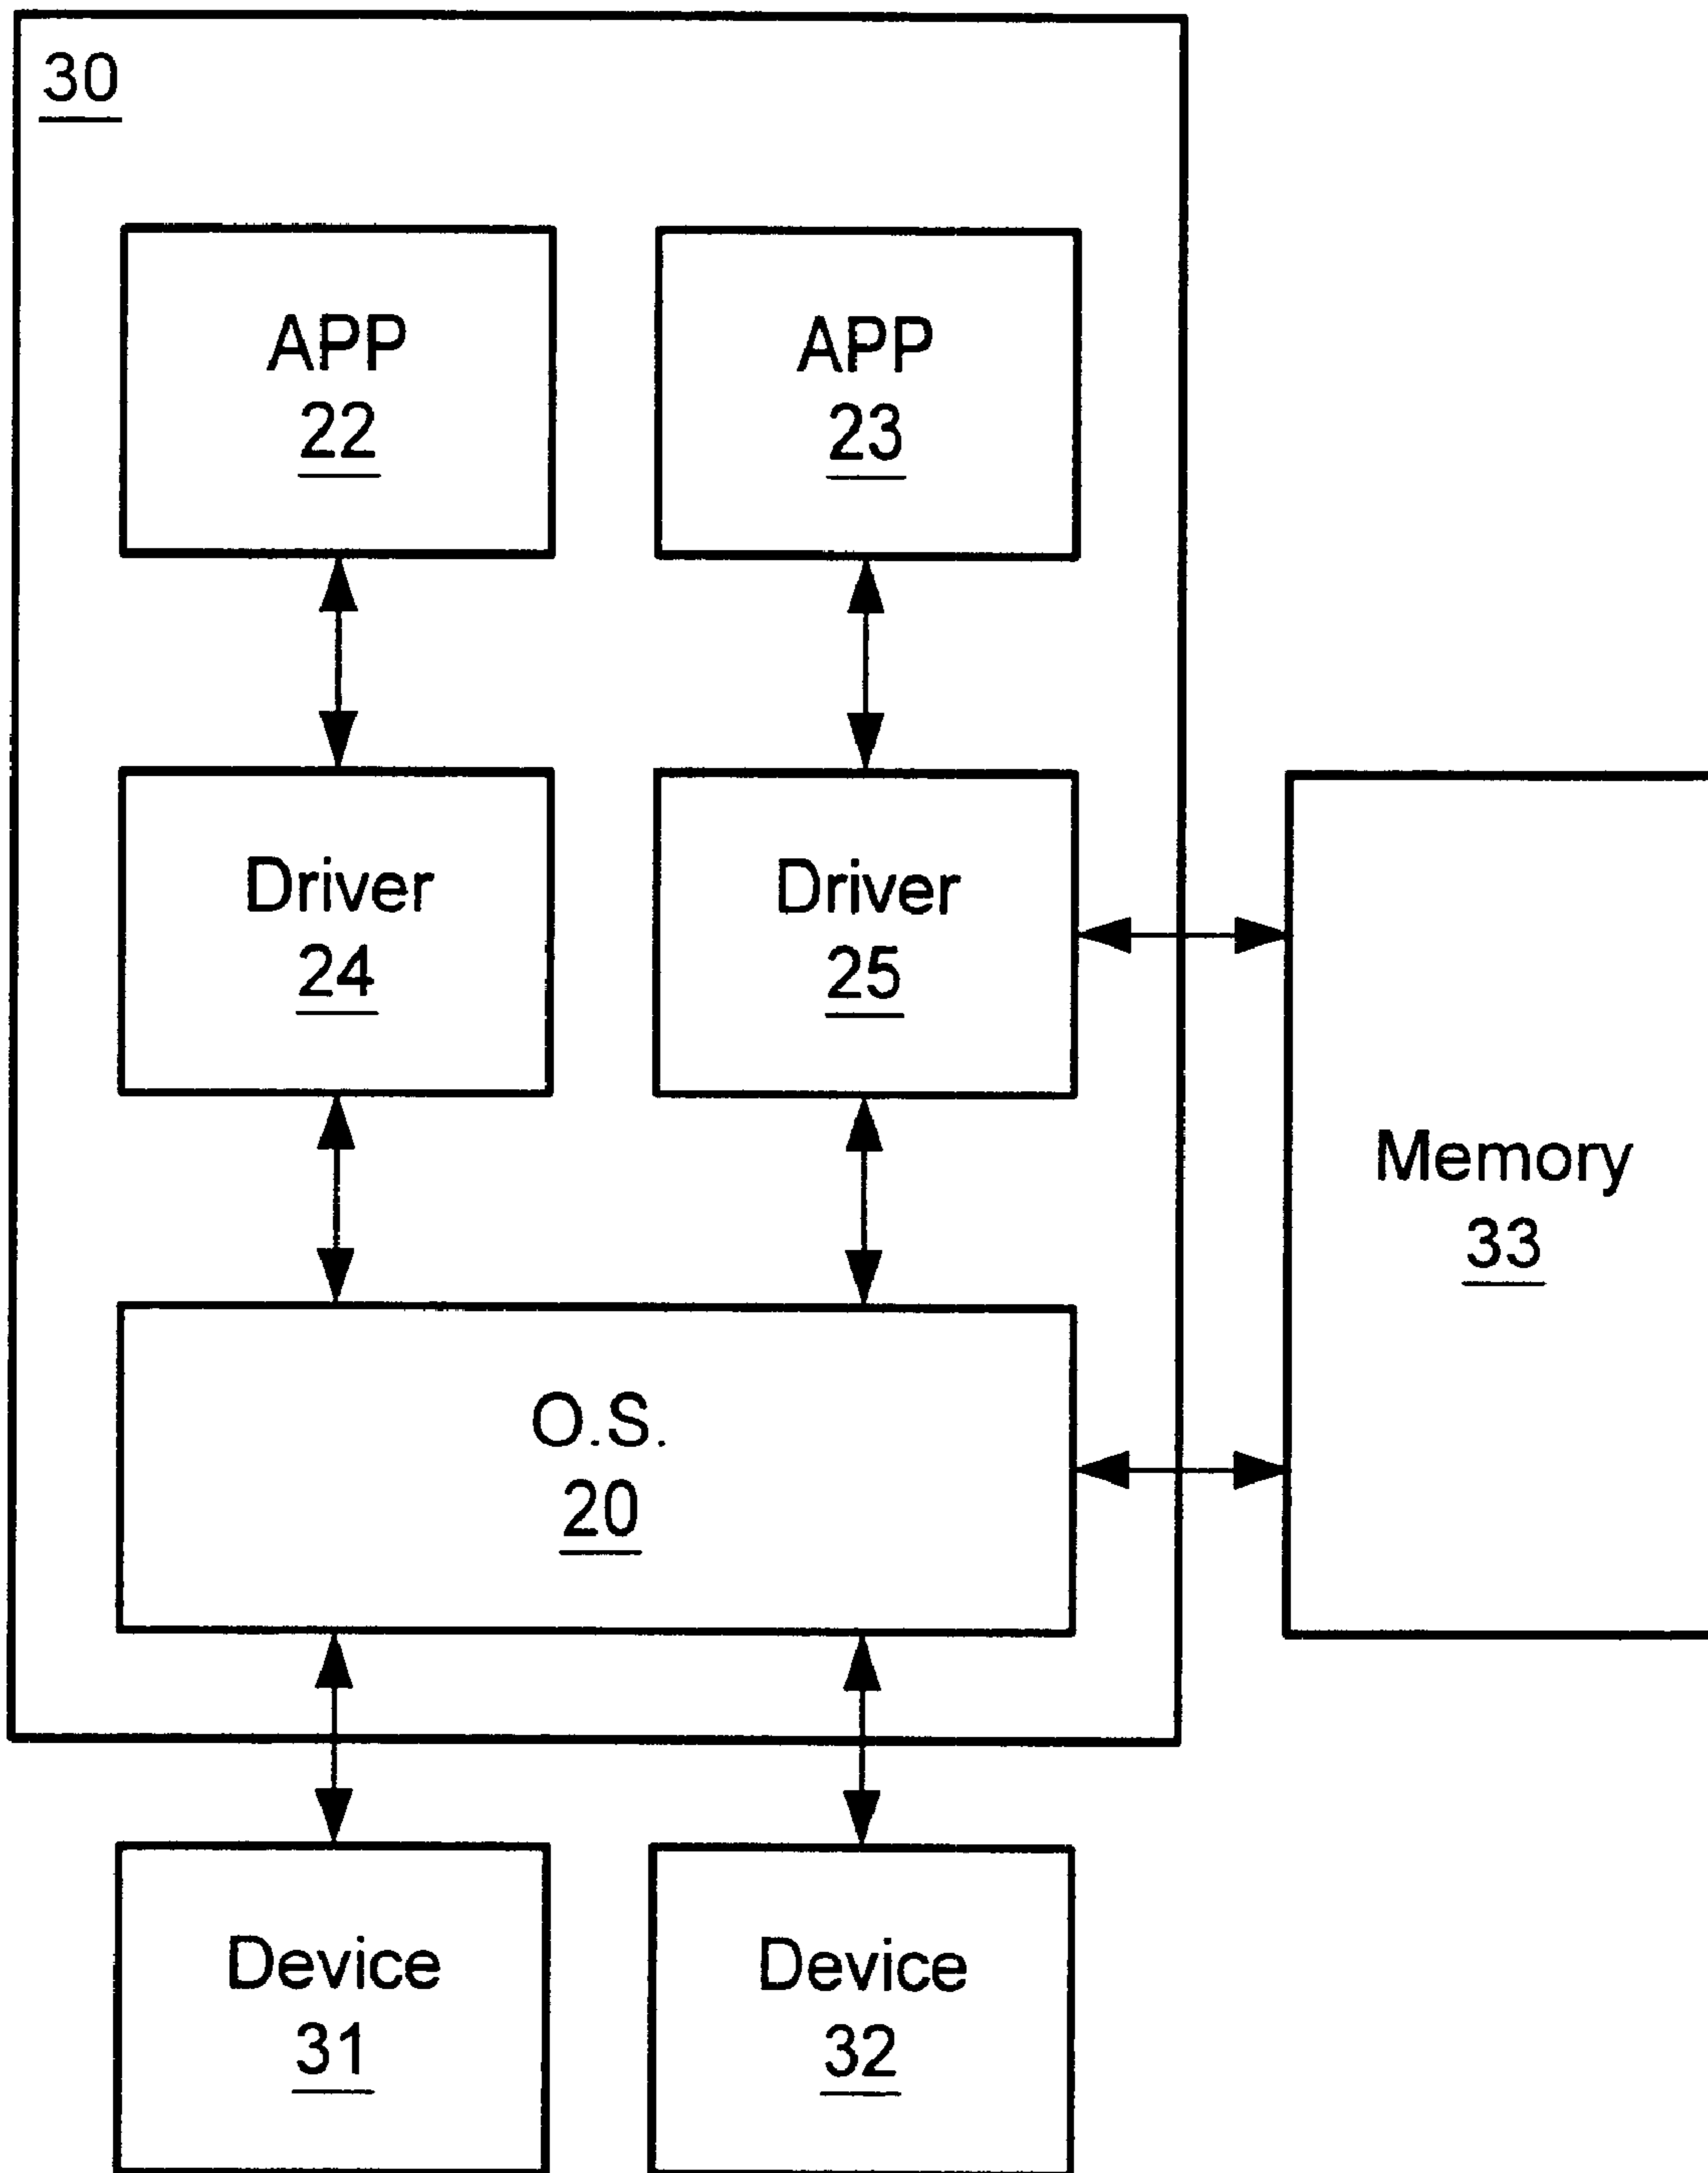 30
APP
22
APP
23
Driver
24
Driver
25
Memory
33
O.S.
20
Device
31
Device
32